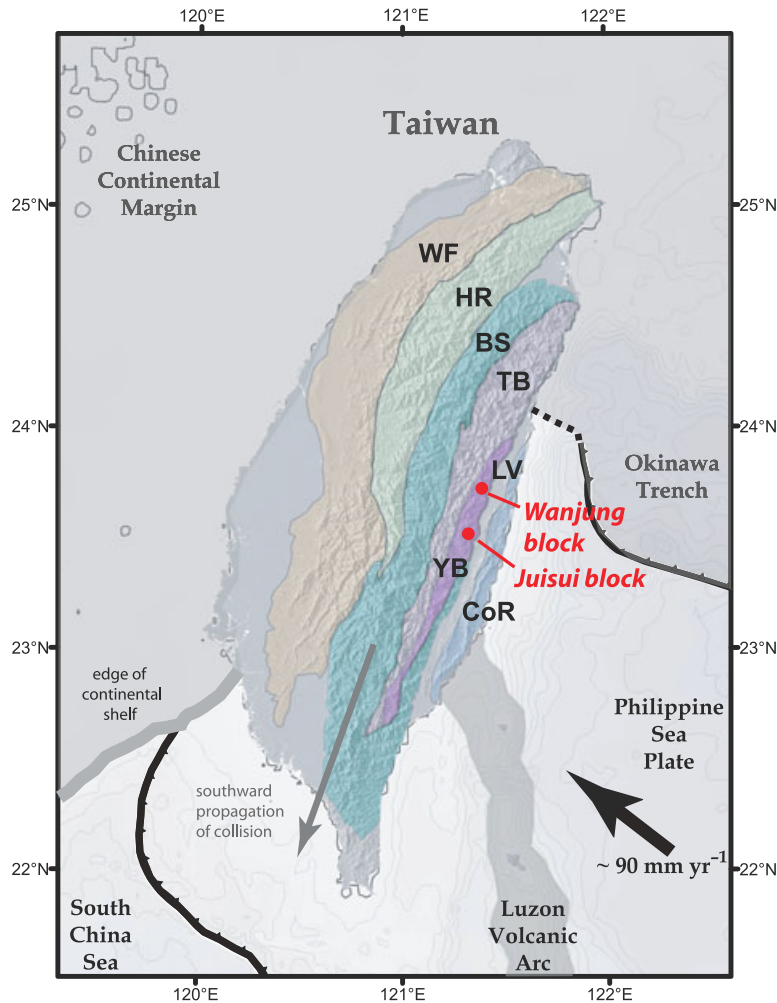 120°E
121°E
122°E
Taiwan
Chinese
Continental
Margin
25°N
25°N
WF
HR
BS
TB
24°N
24°N
LV
Okinawa
Trench
Wanjung
block
YB
Juisui block
CoR
23°N
23°N
edge of
continental
shelf
Philippine
Sea
Plate
southward
propagation
of collision
22°N
~ 90 mm yr⁻¹
22°N
South
China
Sea
Luzon
Volcanic
Arc
120°E
121°E
122°E